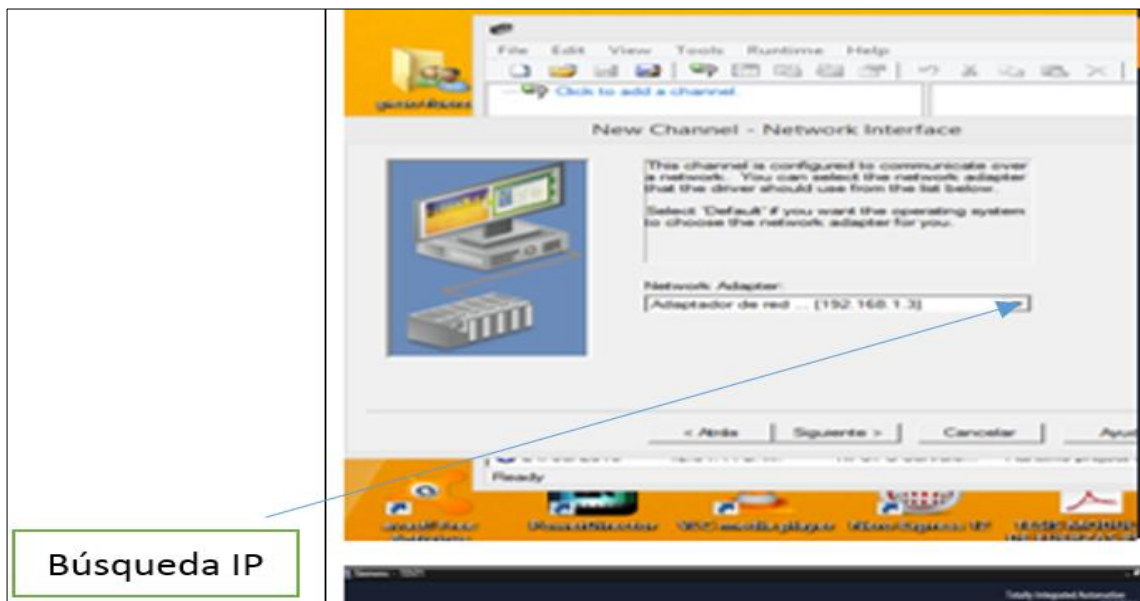 File Edit View Tools Runtime Help
Click to add a channel.
New Channel - Network Interface
This channel is configured to communicate over
a network. You can select the network adapter
that the driver should use from the list below.
Select 'Default' if you want the operating system
to choose the network adapter for you.
Network Adapter:
Adaptador de red ... [192.168.1.3]
< Atrás Siguiente > Cancelar Ayud
Ready
Búsqueda IP
Totally Integrated Automation